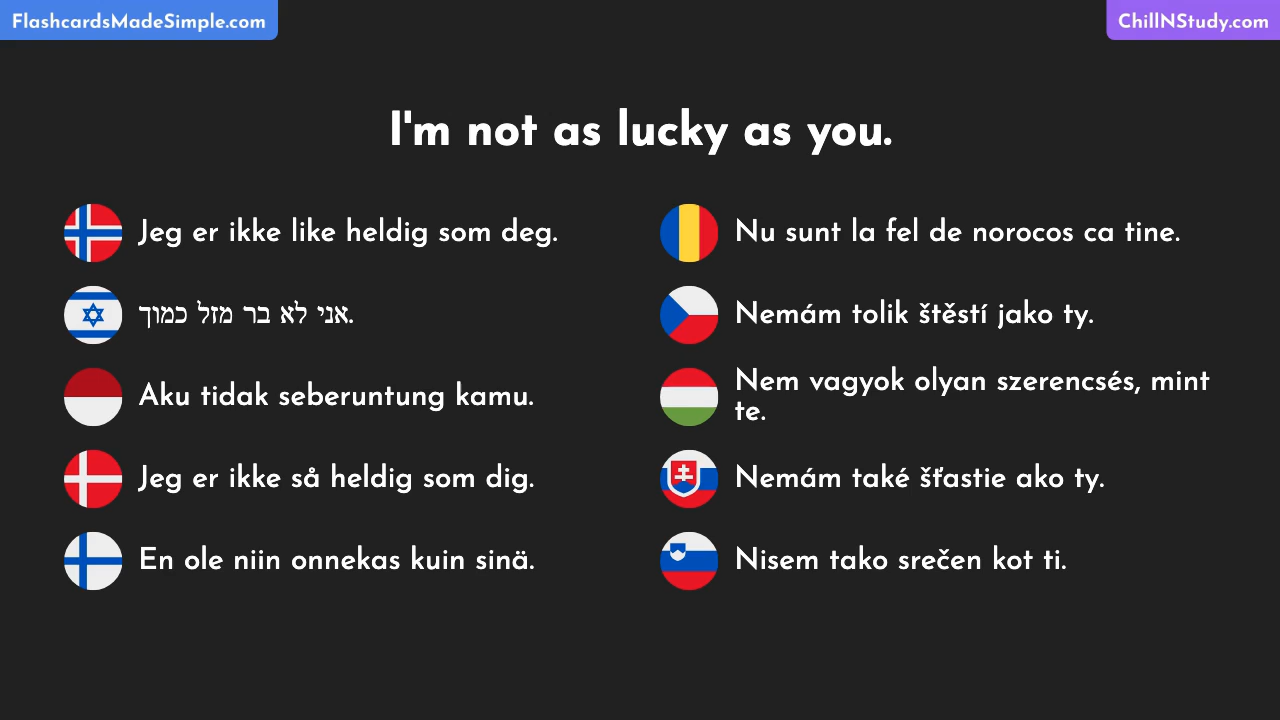 FlashcardsMadeSimple.com
ChillNStudy.com
I'm not as lucky as you.
Jeg er ikke like heldig som deg.
אני לא בר מזל כמוך.
Aku tidak seberuntung kamu.
Jeg er ikke så heldig som dig.
En ole niin onnekas kuin sinä.
Nu sunt la fel de norocos ca tine.
Nemám tolik štěstí jako ty.
Nem vagyok olyan szerencsés, mint
te.
Nemám také šťastie ako ty.
Nisem tako srečen kot ti.